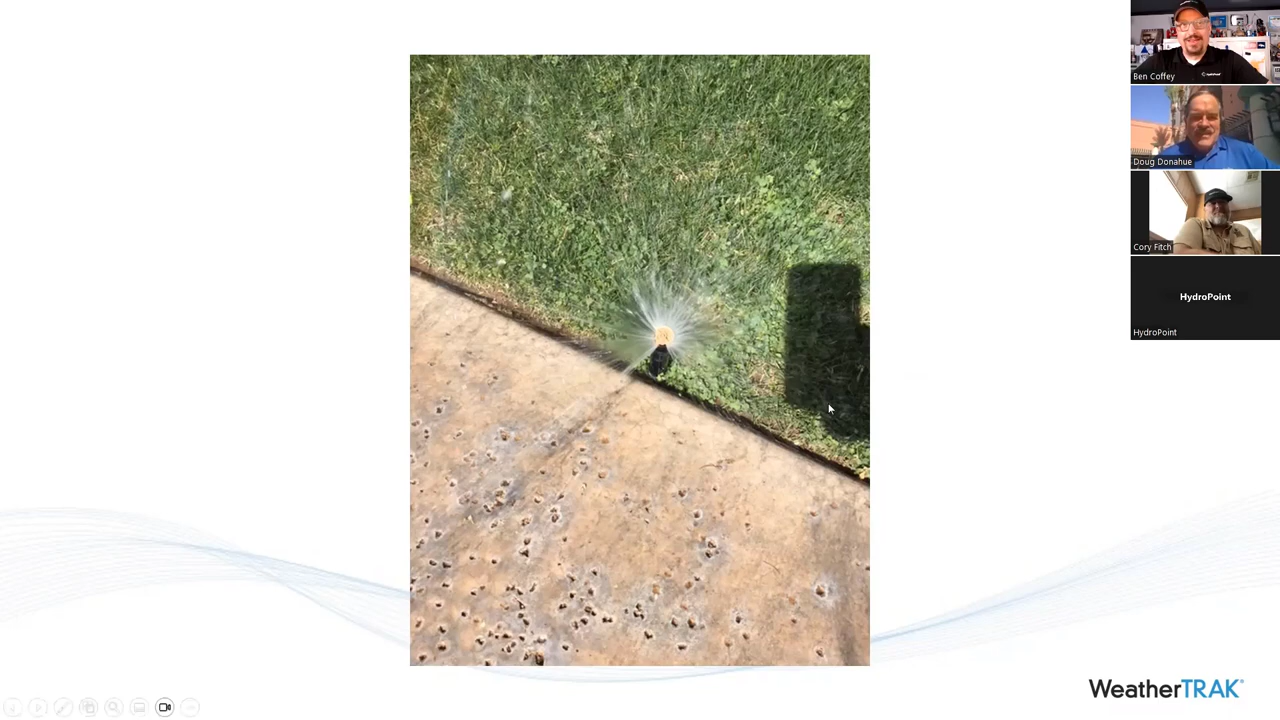 Ben Coffey
Doug Donahue
Cory Fitch
HydroPoint
HydroPoint
WeatherTRAK